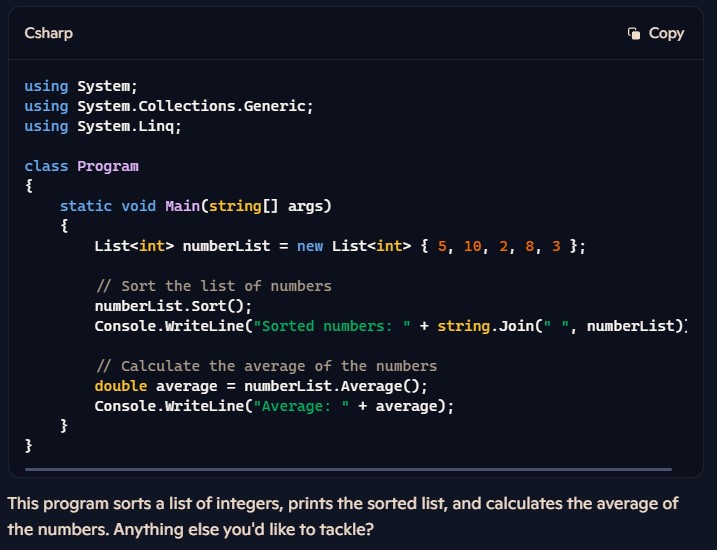 Csharp
Copy
using System;
using System.Collections.Generic;
using System.Linq;
class Program
{
    static void Main(string[] args)
    {
        List<int> numberList = new List<int> { 5, 10, 2, 8, 3 };
        // Sort the list of numbers
        numberList.Sort();
        Console.WriteLine("Sorted numbers: " + string.Join(" ", numberList))
        // Calculate the average of the numbers
        double average = numberList.Average();
        Console.WriteLine("Average: " + average);
    }
}
This program sorts a list of integers, prints the sorted list, and calculates the average of
the numbers. Anything else you'd like to tackle?